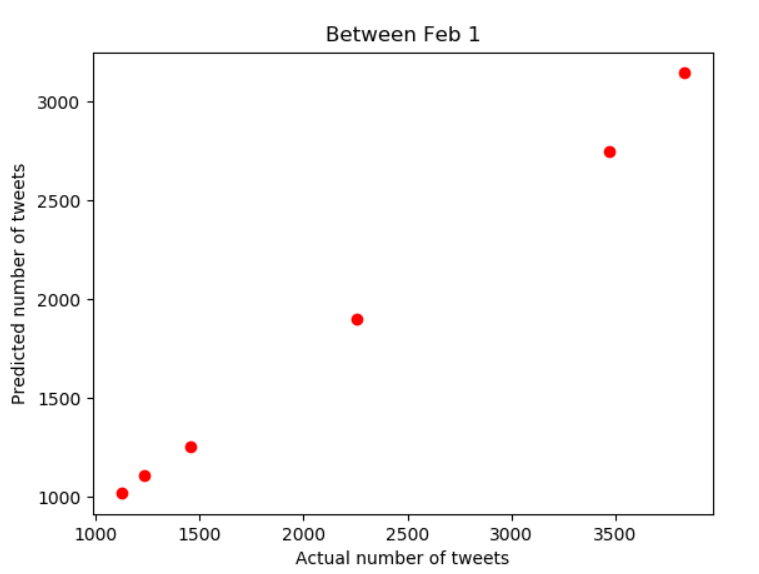 Between Feb 1
Predicted number of tweets
3000
2500
2000
1500
1000
1000 1500 2000 2500 3000 3500
Actual number of tweets